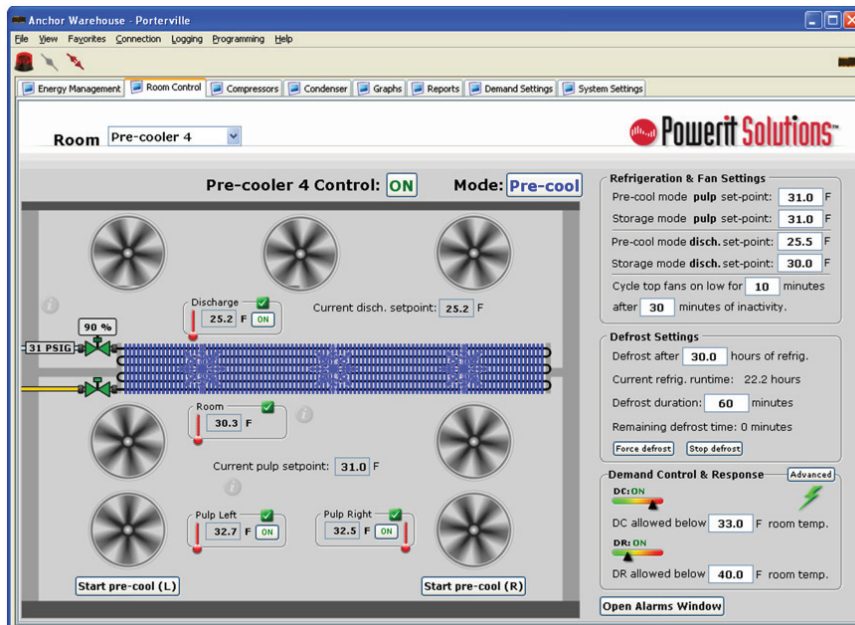 Anchor Warehouse - Porterville
File View Favorites Connection Logging Programming Help
Energy Management Room Control Compressors Condenser Graphs Reports Demand Settings System Settings
Room Pre-cooler 4
Powerit Solutions™
Pre-cooler 4 Control: ON Mode: Pre-cool
Discharge
25.2 F ON
Current disch. setpoint: 25.2 F
90 %
31 PSIG
Room
30.3 F
Current pulp setpoint: 31.0 F
Pulp Left
32.7 F ON
Pulp Right
32.5 F ON
Start pre-cool (L)
Start pre-cool (R)
Refrigeration & Fan Settings
Pre-cool mode pulp set-point: 31.0 F
Storage mode pulp set-point: 31.0 F
Pre-cool mode disch. set-point: 25.5 F
Storage mode disch. set-point: 30.0 F
Cycle top fans on low for 10 minutes
after 30 minutes of inactivity.
Defrost Settings
Defrost after 30.0 hours of refrig.
Current refrig. runtime: 22.2 hours
Defrost duration: 60 minutes
Remaining defrost time: 0 minutes
Force defrost Stop defrost
Demand Control & Response Advanced
DC: ON
DC allowed below 33.0 F room temp.
DR: ON
DR allowed below 40.0 F room temp.
Open Alarms Window